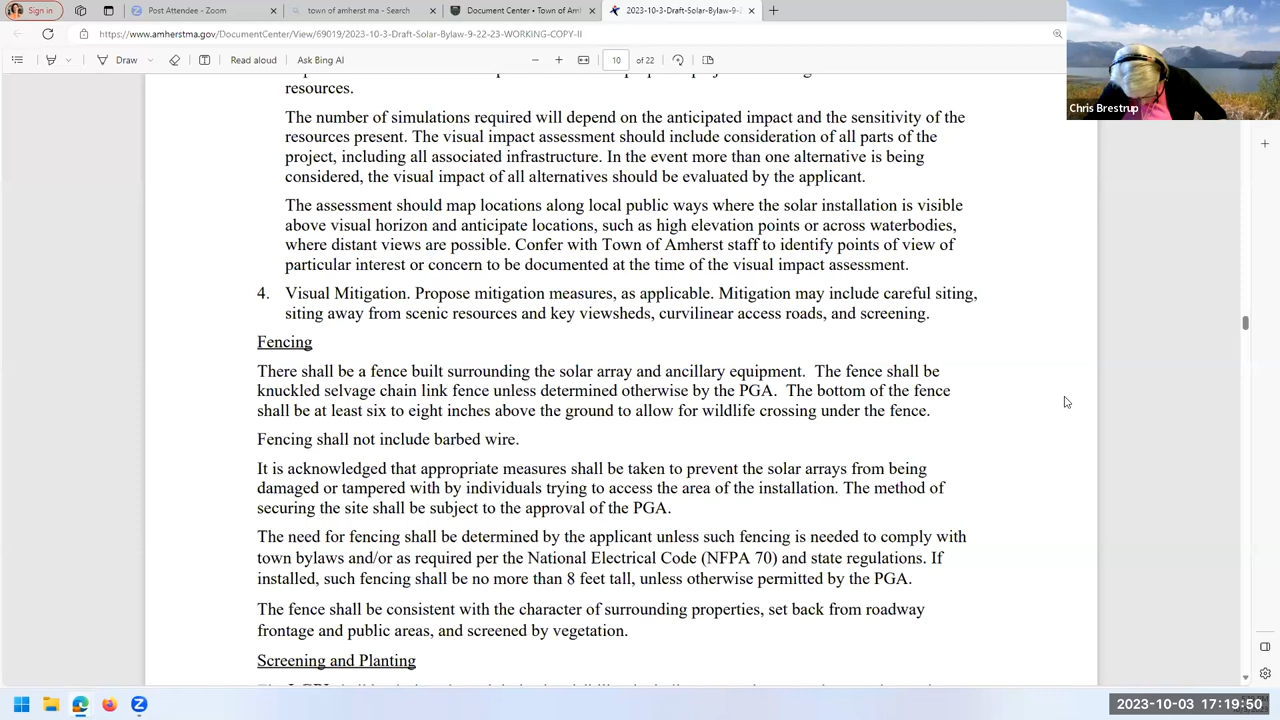 Sign in
Post Attendee - Zoom
town of amherst ma - Search
Document Center • Town of Am
2023-10-3-Draft-Solar-Bylaw-9-2
https://www.amherstma.gov/DocumentCenter/View/69019/2023-10-3-Draft-Solar-Bylaw-9-22-23-WORKING-COPY-II
Draw
Read aloud
Ask Bing AI
10
of 22
Chris Brestrup
resources.
The number of simulations required will depend on the anticipated impact and the sensitivity of the
resources present. The visual impact assessment should include consideration of all parts of the
project, including all associated infrastructure. In the event more than one alternative is being
considered, the visual impact of all alternatives should be evaluated by the applicant.
The assessment should map locations along local public ways where the solar installation is visible
above visual horizon and anticipate locations, such as high elevation points or across waterbodies,
where distant views are possible. Confer with Town of Amherst staff to identify points of view of
particular interest or concern to be documented at the time of the visual impact assessment.
4. Visual Mitigation. Propose mitigation measures, as applicable. Mitigation may include careful siting,
siting away from scenic resources and key viewsheds, curvilinear access roads, and screening.
Fencing
There shall be a fence built surrounding the solar array and ancillary equipment. The fence shall be
knuckled selvage chain link fence unless determined otherwise by the PGA. The bottom of the fence
shall be at least six to eight inches above the ground to allow for wildlife crossing under the fence.
Fencing shall not include barbed wire.
It is acknowledged that appropriate measures shall be taken to prevent the solar arrays from being
damaged or tampered with by individuals trying to access the area of the installation. The method of
securing the site shall be subject to the approval of the PGA.
The need for fencing shall be determined by the applicant unless such fencing is needed to comply with
town bylaws and/or as required per the National Electrical Code (NFPA 70) and state regulations. If
installed, such fencing shall be no more than 8 feet tall, unless otherwise permitted by the PGA.
The fence shall be consistent with the character of surrounding properties, set back from roadway
frontage and public areas, and screened by vegetation.
Screening and Planting
2023-10-03 17:19:50